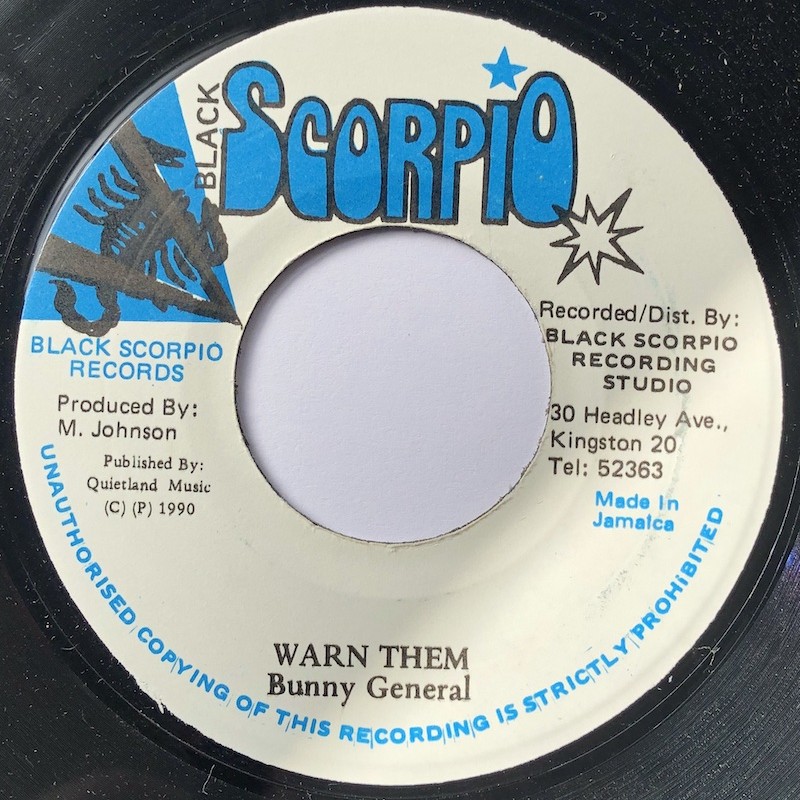 BLACK
SCORPIO
BLACK SCORPIO
RECORDS
Produced By:
M. Johnson
Published By:
Quietland Music
(C) (P) 1990
Recorded/Dist. By:
BLACK SCORPIO
RECORDING
STUDIO
30 Headley Ave.,
Kingston 20
Tel: 52363
Made In
Jamaica
WARN THEM
Bunny General
UNAUTHORISED COPYING OF THIS RECORDING IS STRICTLY PROHiBITED